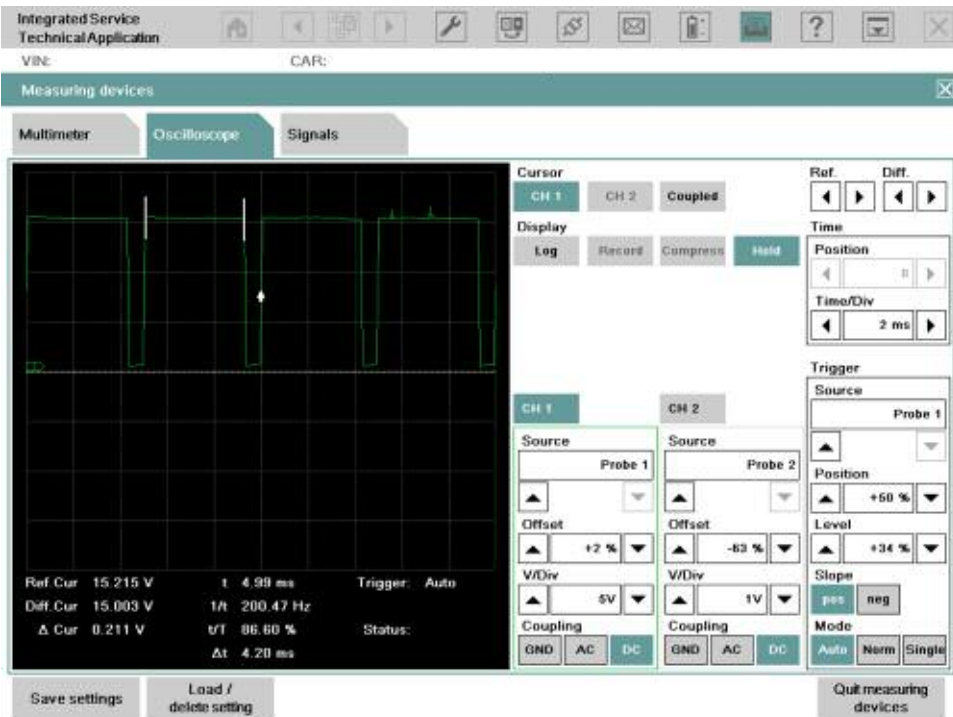 Integrated Service
Technical Application
VIN:
CAR:
Measuring devices
Multimeter
Oscilloscope
Signals
Cursor
CH 1
CH 2
Coupled
Ref.
Diff.
Display
Log
Record
Compress
Hold
Time
Position
Time/Div
2 ms
Trigger
Source
Probe 1
Position
+60 %
Level
+34 %
Slope
pos
neg
Mode
Auto
Norm
Single
CH 1
Source
Probe 1
Offset
+2 %
V/Div
5V
Coupling
GND
AC
DC
CH 2
Source
Probe 2
Offset
-63 %
V/Div
1V
Coupling
GND
AC
DC
Ref.Cur 15.215 V
Diff.Cur 15.003 V
Δ Cur 0.211 V
t 4.99 ms
1/t 200.47 Hz
t/T 86.60 %
Δt 4.20 ms
Trigger: Auto
Status:
Save settings
Load /
delete setting
Quit measuring
devices